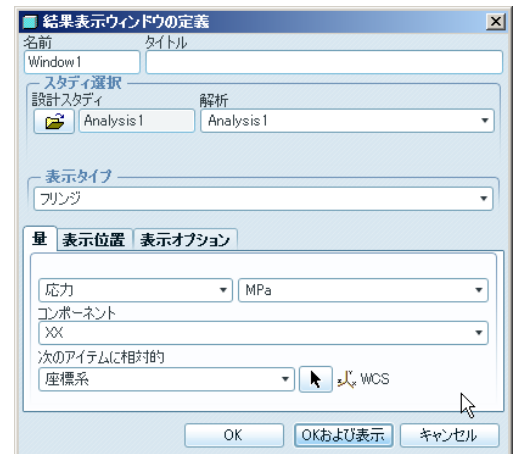 結果表示ウィンドウの定義
名前 タイトル
Window1
スタディ選択
設計スタディ 解析
Analysis1 Analysis1
表示タイプ
フリンジ
量 表示位置 表示オプション
応力 MPa
コンポーネント
XX
次のアイテムに相対的
座標系 WCS
OK OKおよび表示 キャンセル